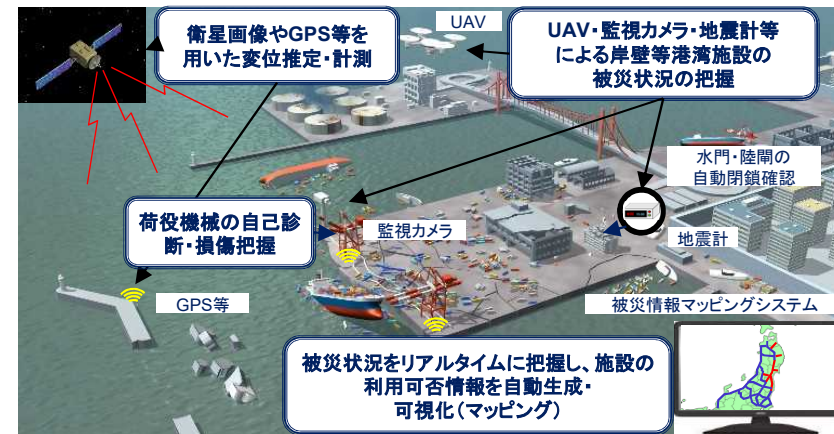 衛星画像やGPS等を
用いた変位推定・計測
UAV
UAV・監視カメラ・地震計等
による岸壁等港湾施設の
被災状況の把握
水門・陸閘の
自動閉鎖確認
荷役機械の自己診
断・損傷把握
監視カメラ
地震計
GPS等
被災情報マッピングシステム
被災状況をリアルタイムに把握し、施設の
利用可否情報を自動生成・
可視化(マッピング)